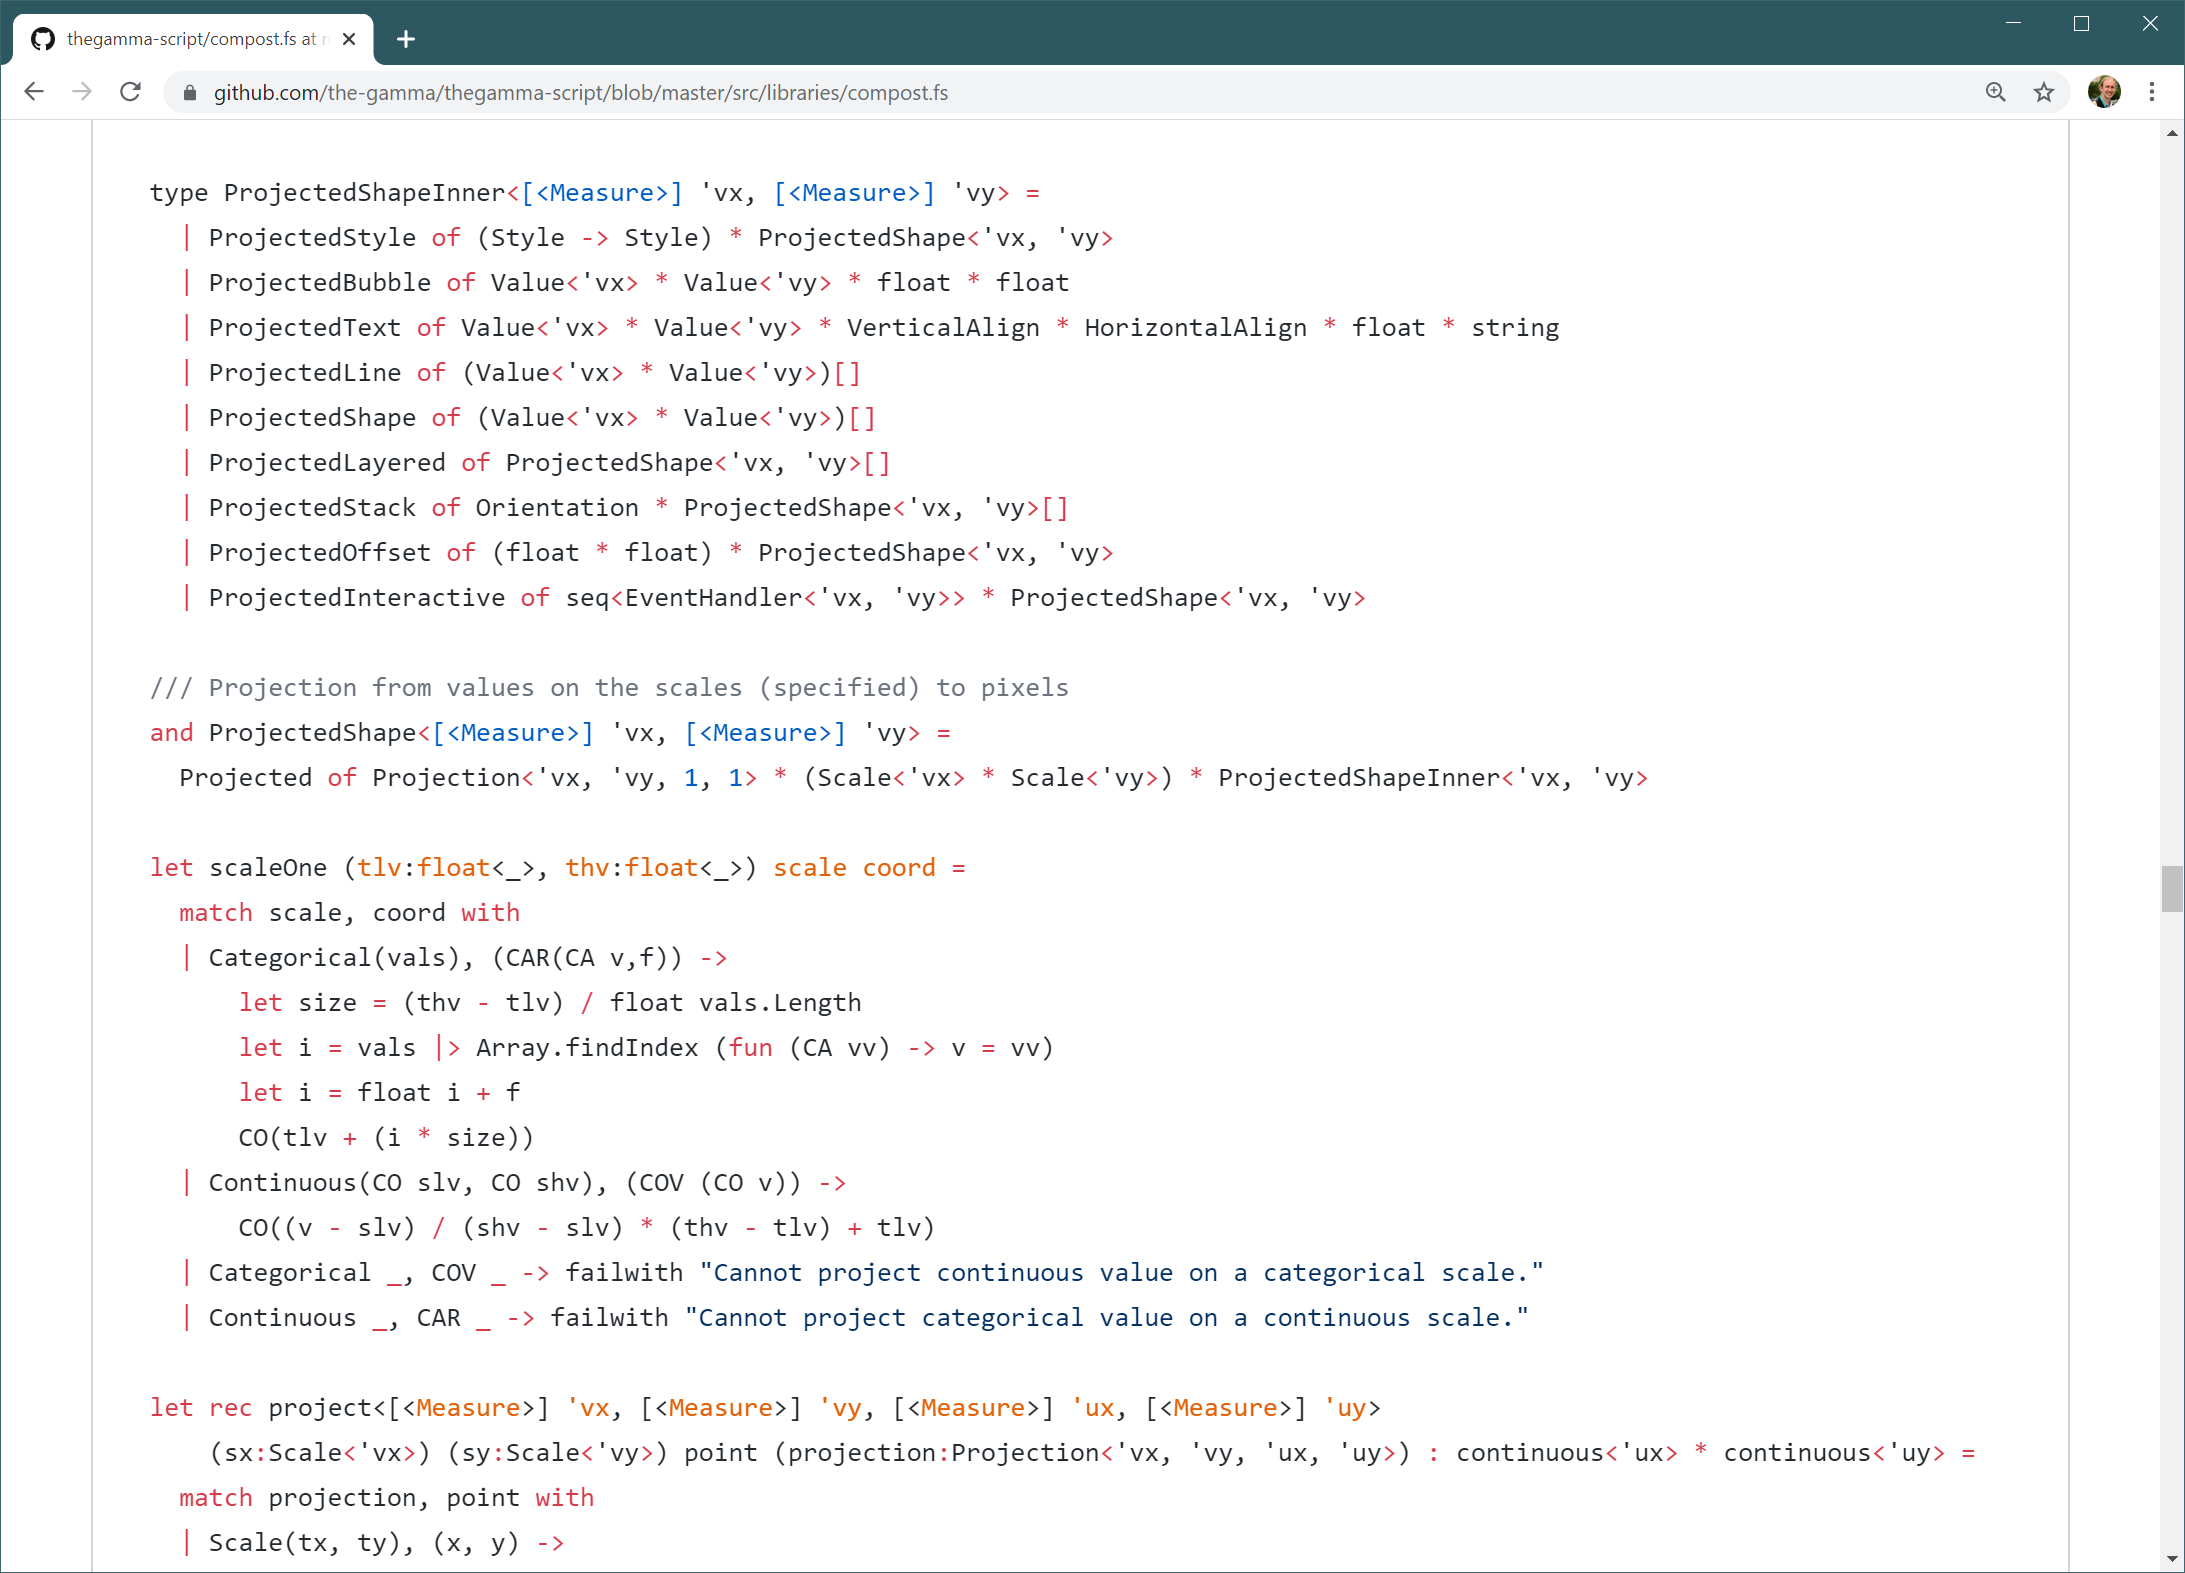 thegamma-script/compost.fs at
github.com/the-gamma/thegamma-script/blob/master/src/libraries/compost.fs
type ProjectedShapeInner<[<Measure>] 'vx, [<Measure>] 'vy> =
  | ProjectedStyle of (Style -> Style) * ProjectedShape<'vx, 'vy>
  | ProjectedBubble of Value<'vx> * Value<'vy> * float * float
  | ProjectedText of Value<'vx> * Value<'vy> * VerticalAlign * HorizontalAlign * float * string
  | ProjectedLine of (Value<'vx> * Value<'vy>)[]
  | ProjectedShape of (Value<'vx> * Value<'vy>)[]
  | ProjectedLayered of ProjectedShape<'vx, 'vy>[]
  | ProjectedStack of Orientation * ProjectedShape<'vx, 'vy>[]
  | ProjectedOffset of (float * float) * ProjectedShape<'vx, 'vy>
  | ProjectedInteractive of seq<EventHandler<'vx, 'vy>> * ProjectedShape<'vx, 'vy>
/// Projection from values on the scales (specified) to pixels
and ProjectedShape<[<Measure>] 'vx, [<Measure>] 'vy> =
  Projected of Projection<'vx, 'vy, 1, 1> * (Scale<'vx> * Scale<'vy>) * ProjectedShapeInner<'vx, 'vy>
let scaleOne (tlv:float<_>, thv:float<_>) scale coord =
  match scale, coord with
  | Categorical(vals), (CAR(CA v,f)) ->
      let size = (thv - tlv) / float vals.Length
      let i = vals |> Array.findIndex (fun (CA vv) -> v = vv)
      let i = float i + f
      CO(tlv + (i * size))
  | Continuous(CO slv, CO shv), (COV (CO v)) ->
      CO((v - slv) / (shv - slv) * (thv - tlv) + tlv)
  | Categorical _, COV _ -> failwith "Cannot project continuous value on a categorical scale."
  | Continuous _, CAR _ -> failwith "Cannot project categorical value on a continuous scale."
let rec project<[<Measure>] 'vx, [<Measure>] 'vy, [<Measure>] 'ux, [<Measure>] 'uy>
    (sx:Scale<'vx>) (sy:Scale<'vy>) point (projection:Projection<'vx, 'vy, 'ux, 'uy>) : continuous<'ux> * continuous<'uy> =
  match projection, point with
  | Scale(tx, ty), (x, y) ->